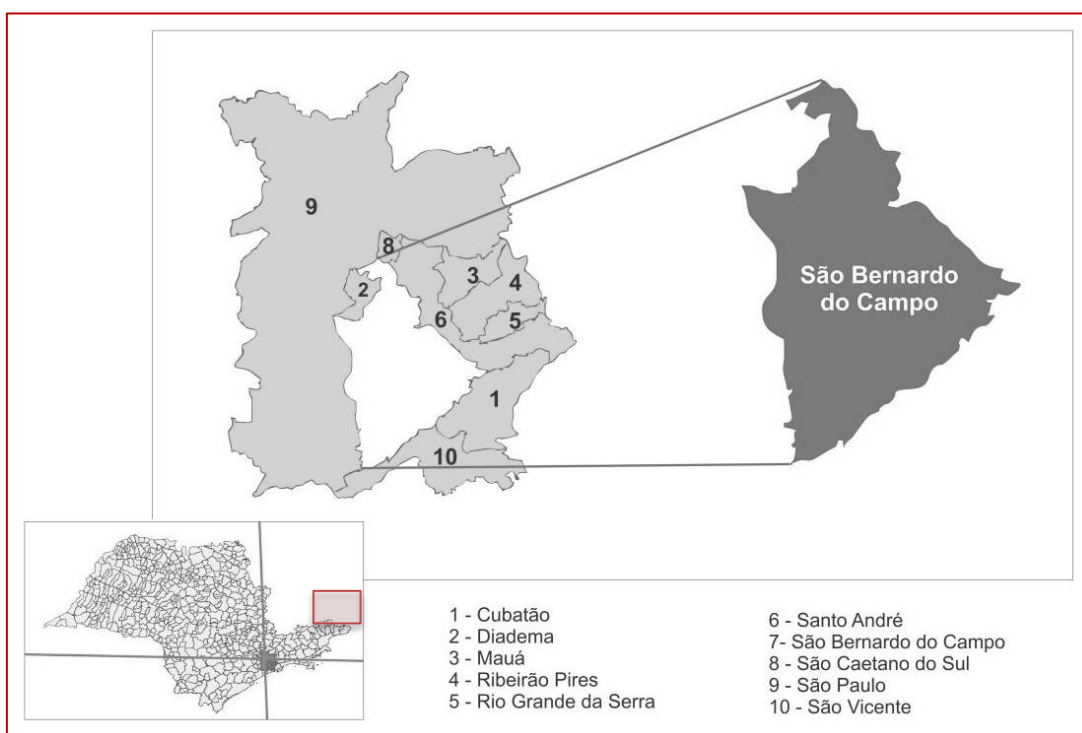 9
8
3
2
4
6
5
1
10
São Bernardo
do Campo
1 - Cubatão
2 - Diadema
3 - Mauá
4 - Ribeirão Pires
5 - Rio Grande da Serra
6 - Santo André
7- São Bernardo do Campo
8 - São Caetano do Sul
9 - São Paulo
10 - São Vicente